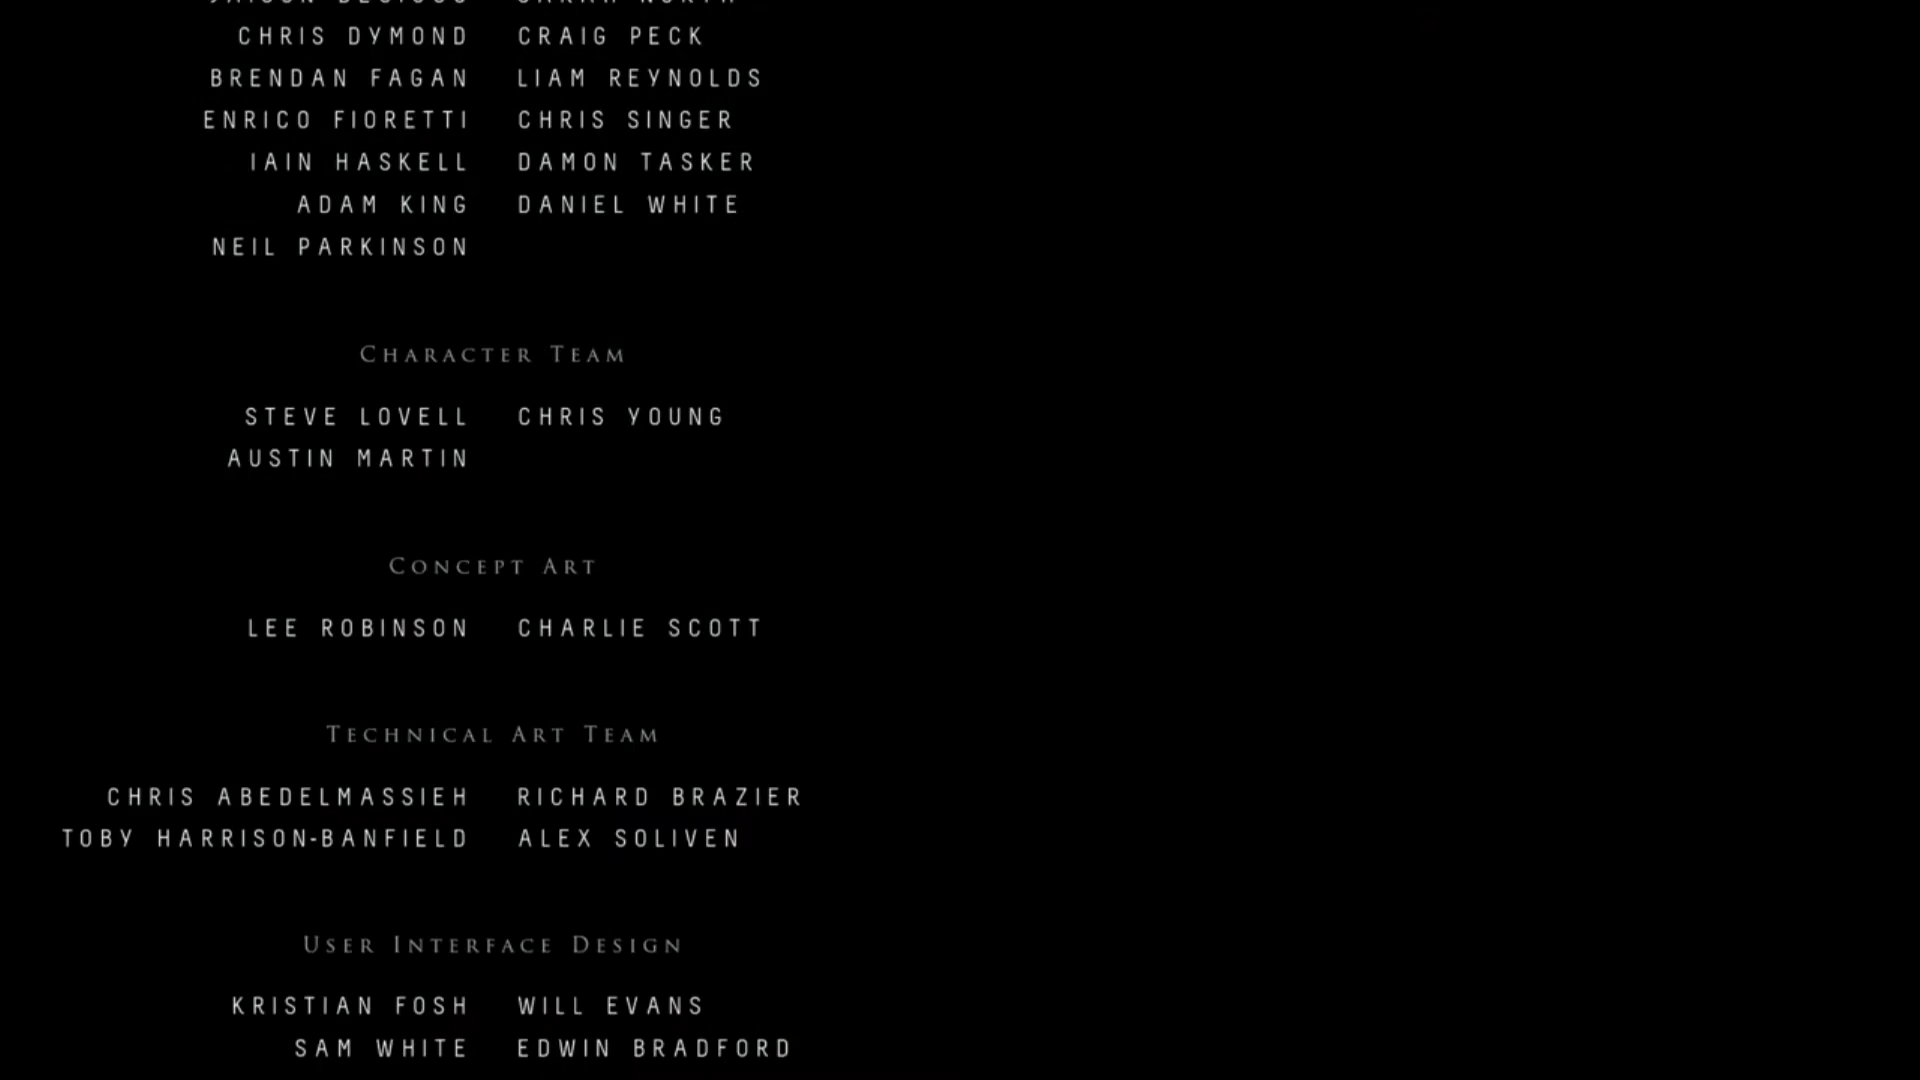 SARAH NORTH
CHRIS DYMOND CRAIG PECK
BRENDAN FAGAN LIAM REYNOLDS
ENRICO FIORETTI CHRIS SINGER
IAIN HASKELL DAMON TASKER
ADAM KING DANIEL WHITE
NEIL PARKINSON
CHARACTER TEAM
STEVE LOVELL CHRIS YOUNG
AUSTIN MARTIN
CONCEPT ART
LEE ROBINSON CHARLIE SCOTT
TECHNICAL ART TEAM
CHRIS ABEDELMASSIEH RICHARD BRAZIER
TOBY HARRISON-BANFIELD ALEX SOLIVEN
USER INTERFACE DESIGN
KRISTIAN FOSH WILL EVANS
SAM WHITE EDWIN BRADFORD